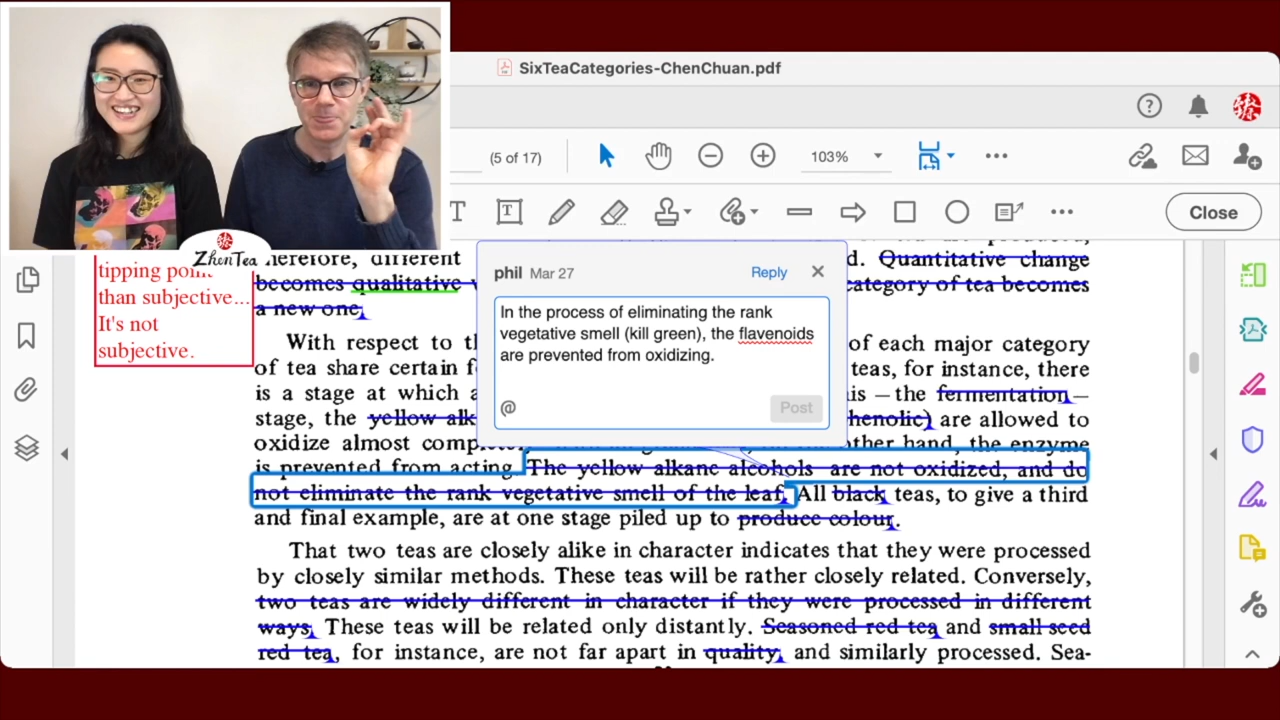 SixTeaCategories-ChenChuan.pdf
(5 of 17)
103%
Close
ZhenTea
tipping point
than subjective...
It's not
subjective.
phil Mar 27
Reply
In the process of eliminating the rank
vegetative smell (kill green), the flavenoids
are prevented from oxidizing.
@
Post
herefore, different d. Quantitative change
becomes qualitative category of tea becomes
a new one.
With respect to of each major category
of tea share certain teas, for instance, there
is a stage at which is — the fermentation —
stage, the yellow alk henolic) are allowed to
oxidize almost other hand, the enzyme
is prevented from acting. The yellow alkane alcohols are not oxidized, and do
not eliminate the rank vegetative smell of the leaf. All black teas, to give a third
and final example, are at one stage piled up to produce colour.
That two teas are closely alike in character indicates that they were processed
by closely similar methods. These teas will be rather closely related. Conversely,
two teas are widely different in character if they were processed in different
ways. These teas will be related only distantly. Seasoned red tea and small seed
red tea, for instance, are not far apart in quality, and similarly processed. Sea-